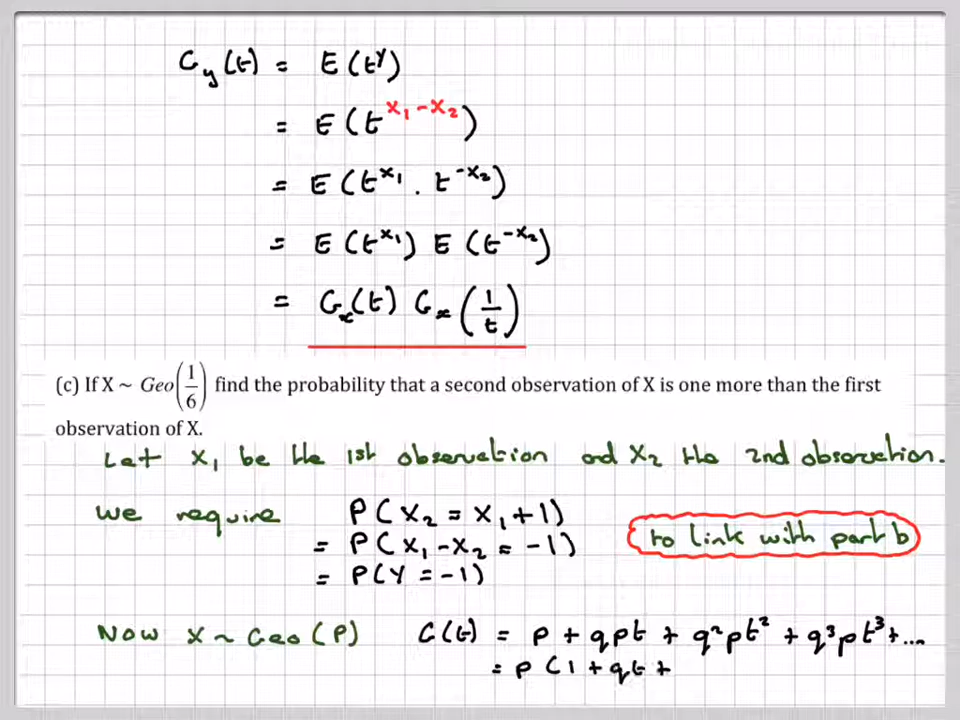 G_y(t) = E(t^Y)
= E(t^{X_1 - X_2})
= E(t^{X_1} . t^{-X_2})
= E(t^{X_1}) E(t^{-X_2})
= G_x(t) G_x(1/t)
(c) If X ~ Geo(1/6) find the probability that a second observation of X is one more than the first
observation of X.
Let X_1 be the 1st observation and X_2 the 2nd observation.
We require P(X_2 = X_1 + 1)
= P(X_1 - X_2 = -1) to link with part b
= P(Y = -1)
Now X ~ Geo(P) G(t) = p + qpt + q²pt² + q³pt³ + ...
= p(1 + qt +